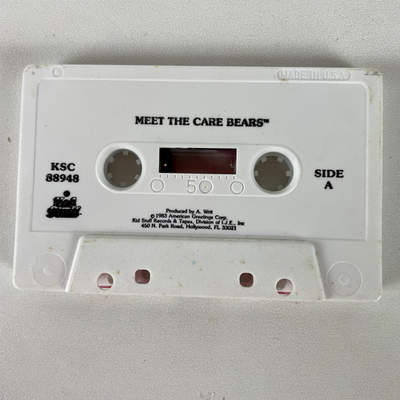 MADE IN U.S.A.
MEET THE CARE BEARS™
KSC
88948
SIDE
A
50
Produced by A. Witt
© 1983 American Greetings Corp.
Kid Stuff Records & Tapes, Division of I.J.E., Inc
450 N. Park Road, Hollywood, FL 33021